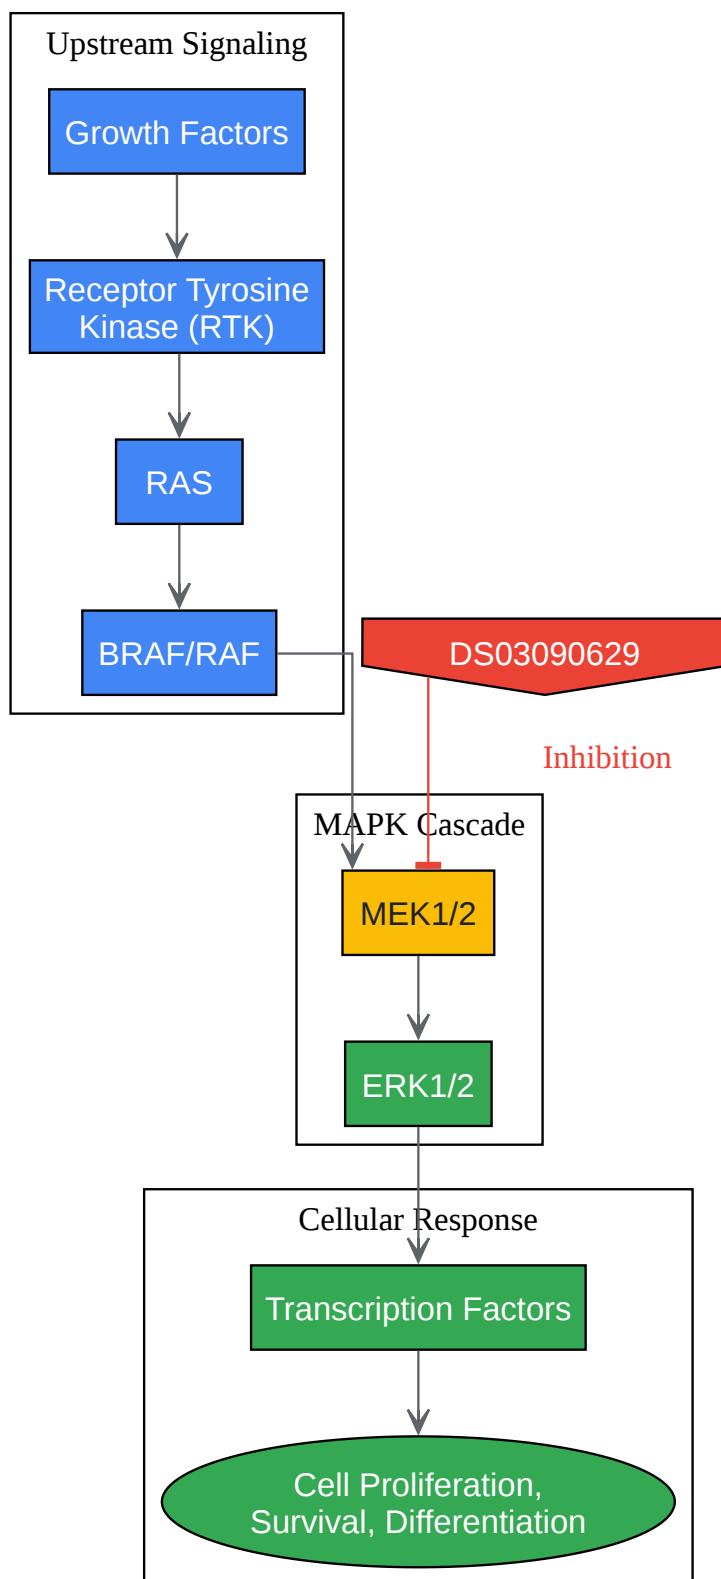 Upstream Signaling
Growth Factors
Receptor Tyrosine
Kinase (RTK)
RAS
BRAF/RAF
DS03090629
Inhibition
MAPK Cascade
MEK1/2
ERK1/2
Cellular Response
Transcription Factors
Cell Proliferation,
Survival, Differentiation